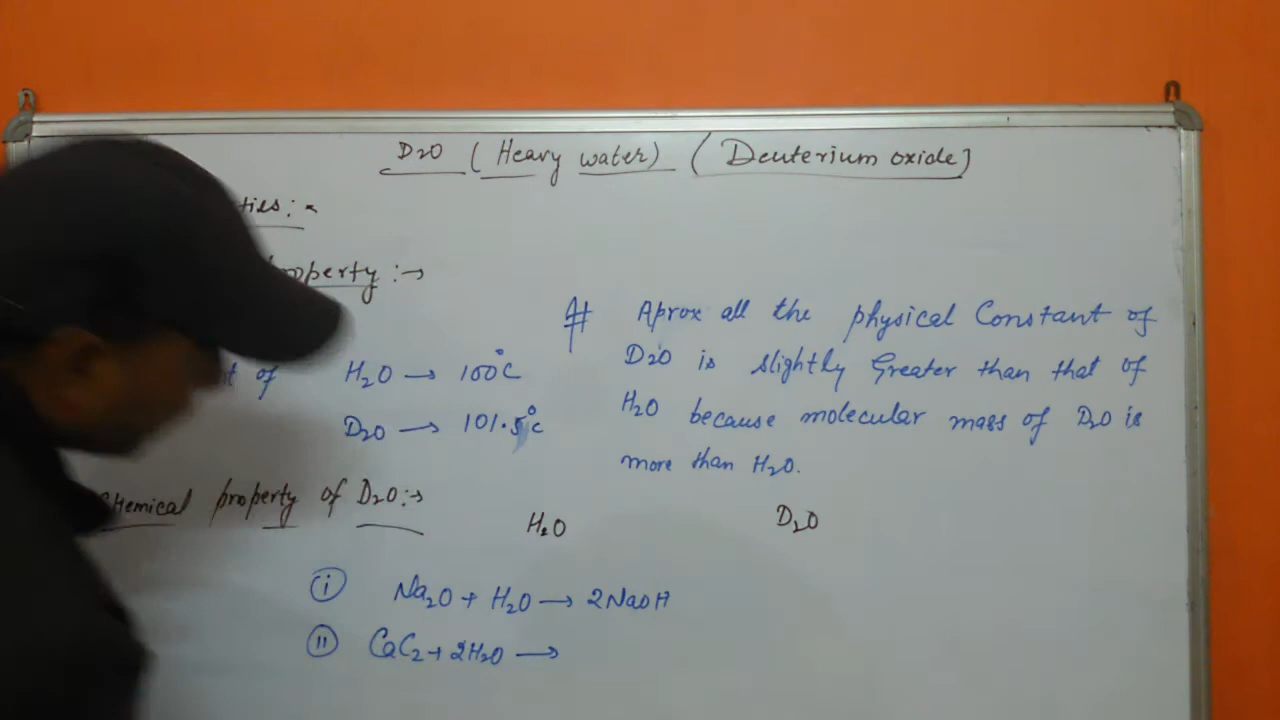 D2O (Heavy water) (Deuterium oxide]
ties:-
property :→
of H2O → 100°C
D2O → 101.5°C
# Aprox all the physical Constant of
D2O is slightly Greater than that of
H2O because molecular mass of D2O is
more than H2O.
Chemical property of D2O:→
H2O D2O
(i) Na2O + H2O → 2NaOH
(ii) CaC2 + 2H2O →